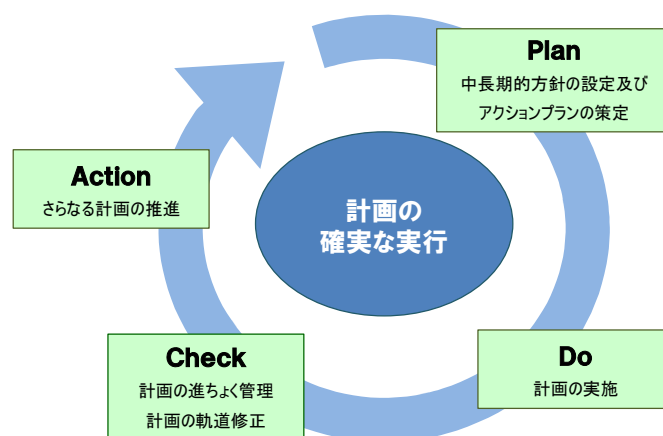 Plan
中長期的方針の設定及び
アクションプランの策定
Do
計画の実施
Check
計画の進ちょく管理
計画の軌道修正
Action
さらなる計画の推進
計画の
確実な実行